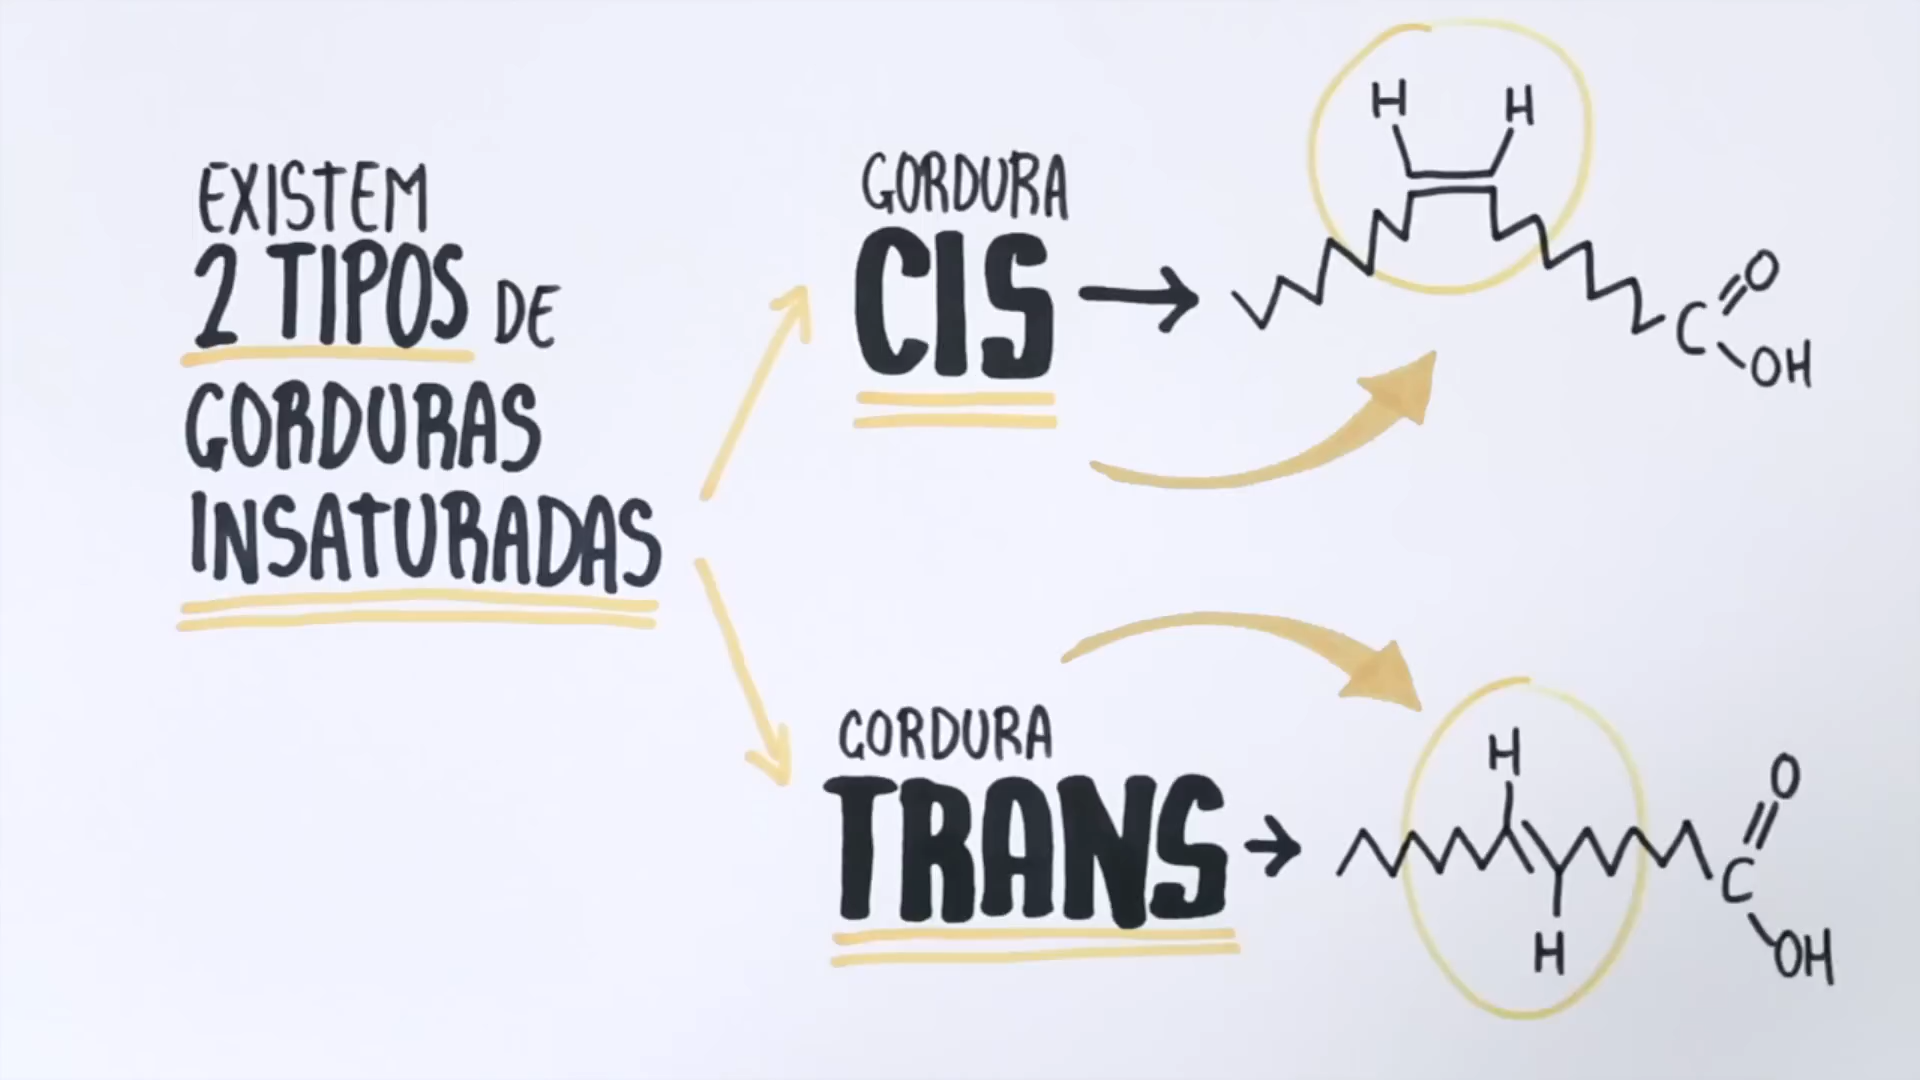 EXISTEM
2 TIPOS DE
GORDURAS
INSATURADAS
GORDURA
CIS
H H
C
O
OH
GORDURA
TRANS
H
H
C
O
OH